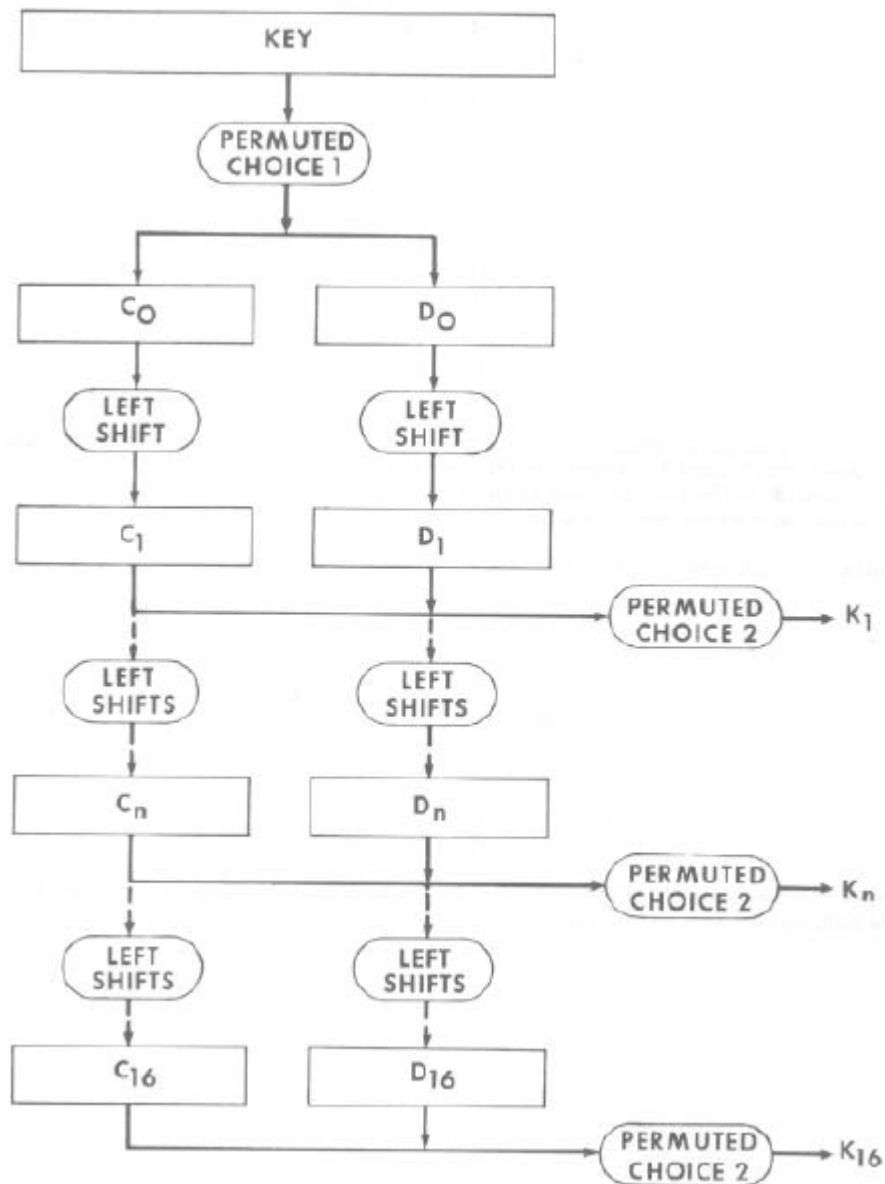 KEY
PERMUTED
CHOICE 1
C0 D0
LEFT
SHIFT
LEFT
SHIFT
C1 D1
PERMUTED
CHOICE 2
K1
LEFT
SHIFTS
LEFT
SHIFTS
Cn Dn
PERMUTED
CHOICE 2
Kn
LEFT
SHIFTS
LEFT
SHIFTS
C16 D16
PERMUTED
CHOICE 2
K16